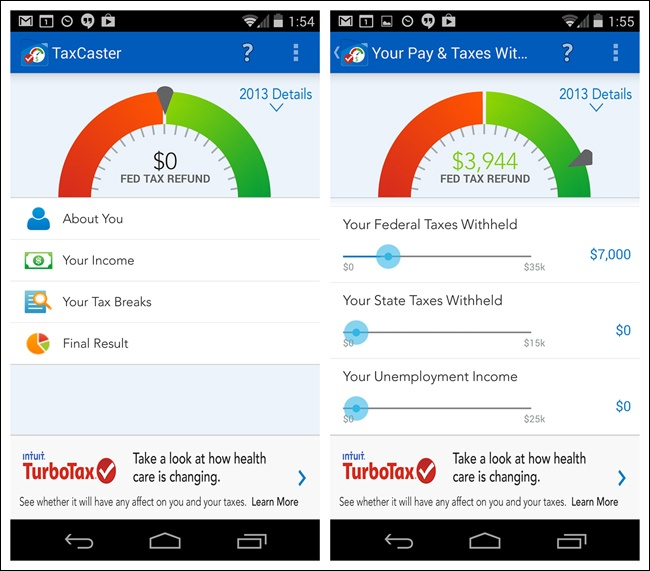 1:54
TaxCaster
?
2013 Details
$0
FED TAX REFUND
About You
Your Income
Your Tax Breaks
Final Result
intuit
TurboTax
Take a look at how health
care is changing.
See whether it will have any affect on you and your taxes. Learn More
1:55
Your Pay & Taxes Wit...
?
2013 Details
$3,944
FED TAX REFUND
Your Federal Taxes Withheld
$7,000
$0 $35k
Your State Taxes Withheld
$0
$0 $15k
Your Unemployment Income
$0
$0 $25k
intuit
TurboTax
Take a look at how health
care is changing.
See whether it will have any affect on you and your taxes. Learn More